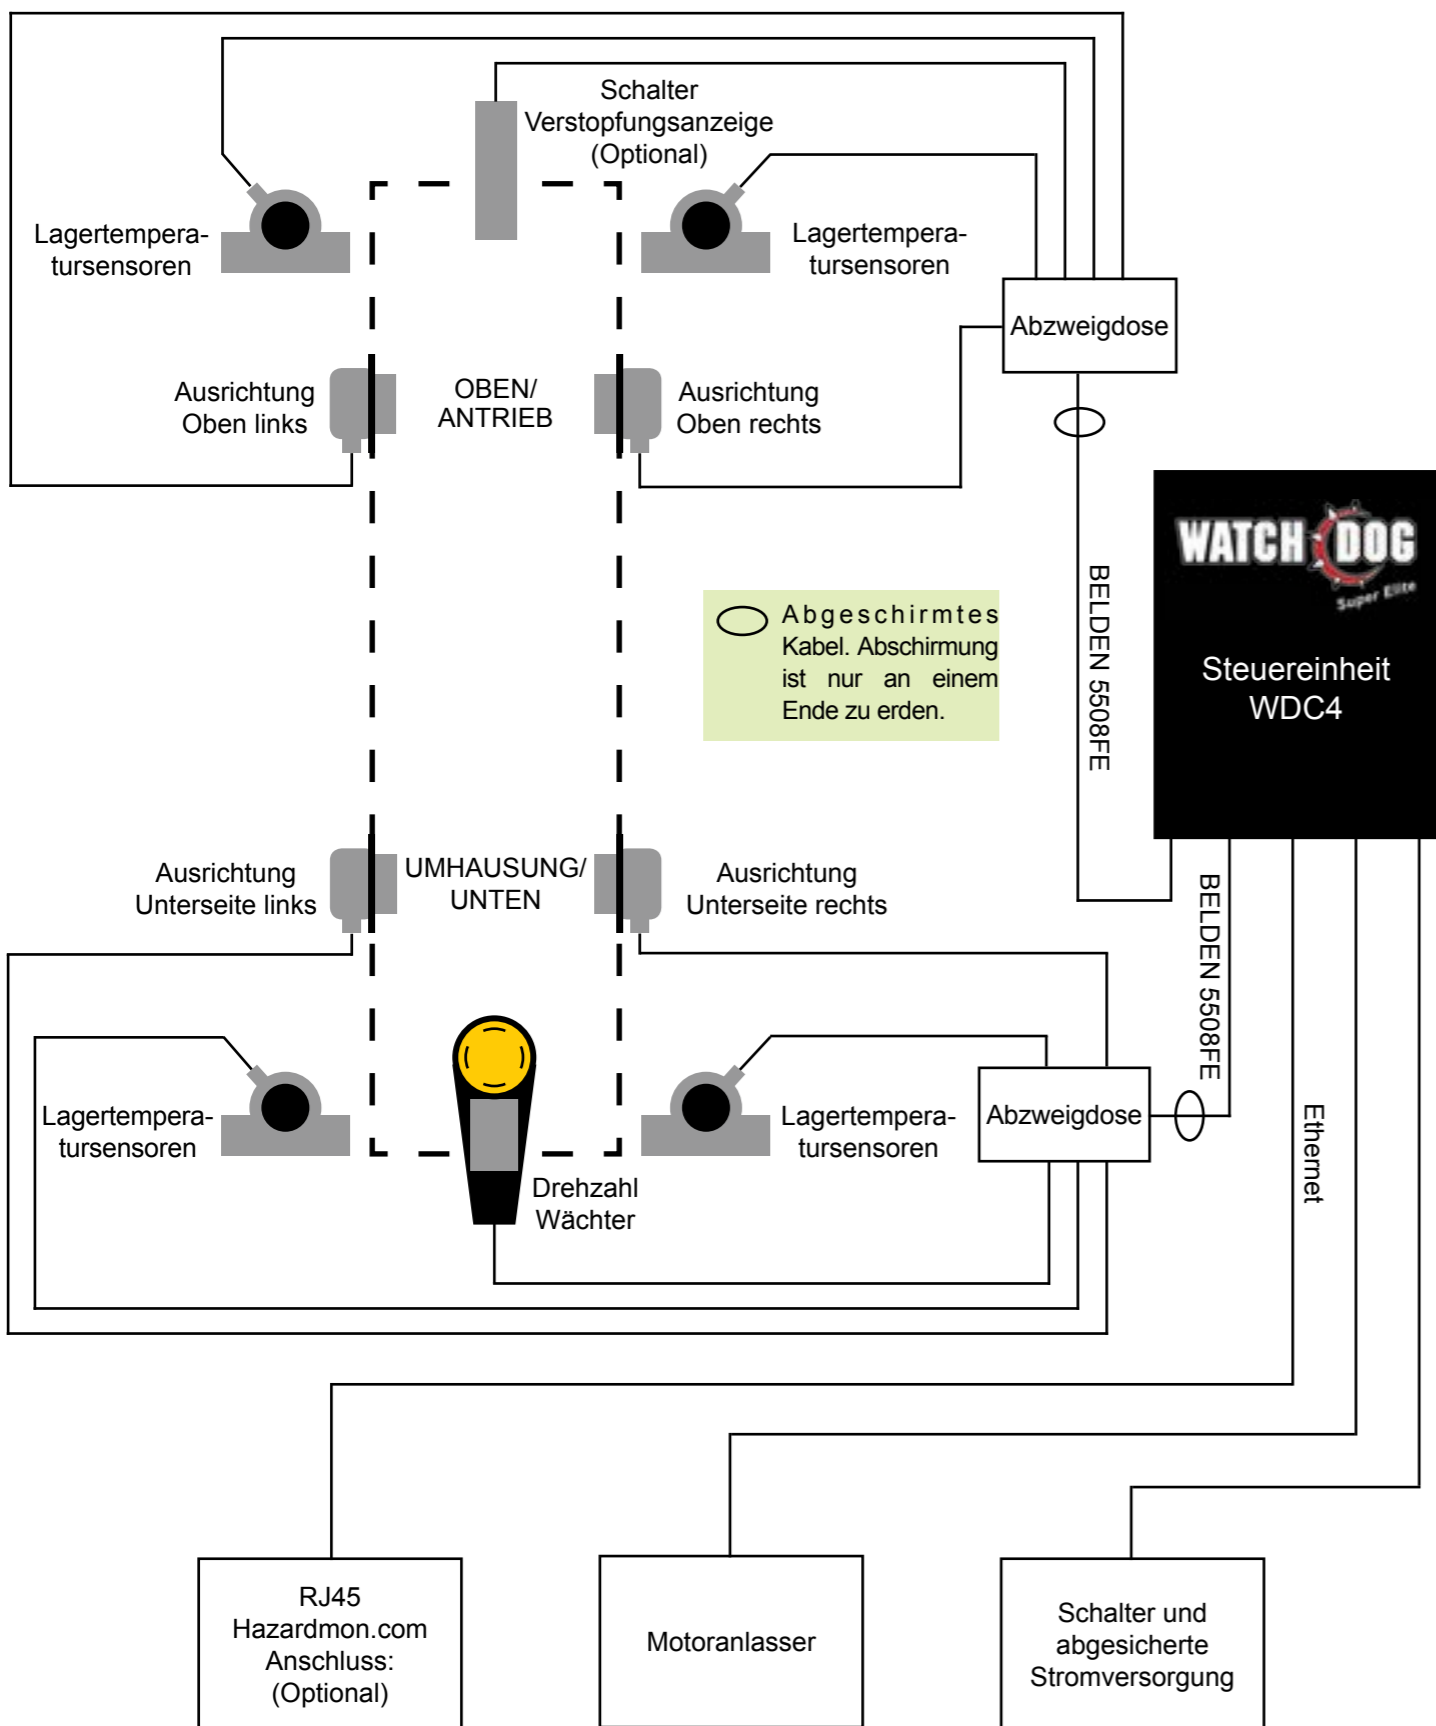 Schalter
Verstopfungsanzeige
(Optional)
Lagertempera-
tursensoren
Lagertempera-
tursensoren
Abzweigdose
Ausrichtung
Oben links
OBEN/
ANTRIEB
Ausrichtung
Oben rechts
BELDEN 5508FE
WATCHDOG
Super Elite
Steuereinheit
WDC4
Abgeschirmtes
Kabel. Abschirmung
ist nur an einem
Ende zu erden.
Ausrichtung
Unterseite links
UMHAUSUNG/
UNTEN
Ausrichtung
Unterseite rechts
BELDEN 5508FE
Lagertempera-
tursensoren
Lagertempera-
tursensoren
Abzweigdose
Ethernet
Drehzahl
Wächter
RJ45
Hazardmon.com
Anschluss:
(Optional)
Motoranlasser
Schalter und
abgesicherte
Stromversorgung